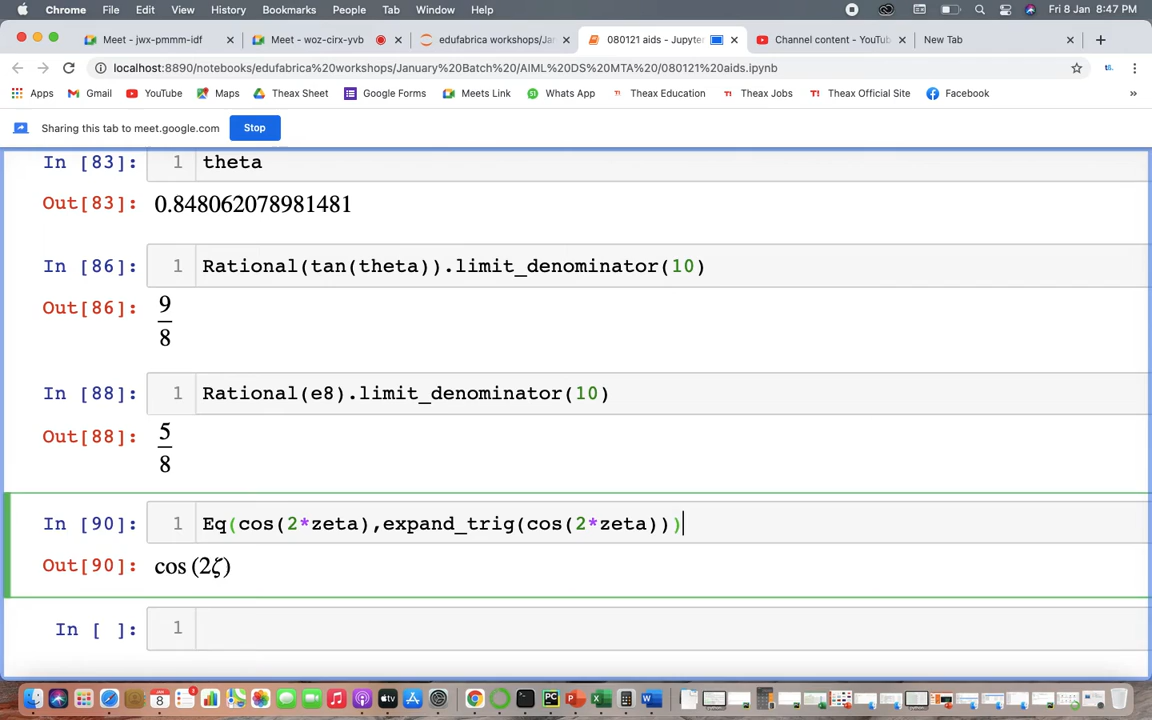 Chrome File Edit View History Bookmarks People Tab Window Help Fri 8 Jan 8:47 PM
Meet - jwx-pmmm-idf Meet - woz-cirx-yvb edufabrica workshops/Jan 080121 aids - Jupyter Channel content - YouTu New Tab
localhost:8890/notebooks/edufabrica%20workshops/January%20Batch%20/AIML%20DS%20MTA%20/080121%20aids.ipynb
Apps Gmail YouTube Maps Theax Sheet Google Forms Meets Link Whats App Theax Education Theax Jobs Theax Official Site Facebook »
Sharing this tab to meet.google.com Stop
In [83]: 1 theta
Out[83]: 0.848062078981481
In [86]: 1 Rational(tan(theta)).limit_denominator(10)
Out[86]: 9
8
In [88]: 1 Rational(e8).limit_denominator(10)
Out[88]: 5
8
In [90]: 1 Eq(cos(2*zeta),expand_trig(cos(2*zeta)))
Out[90]: cos (2ζ)
In [ ]: 1